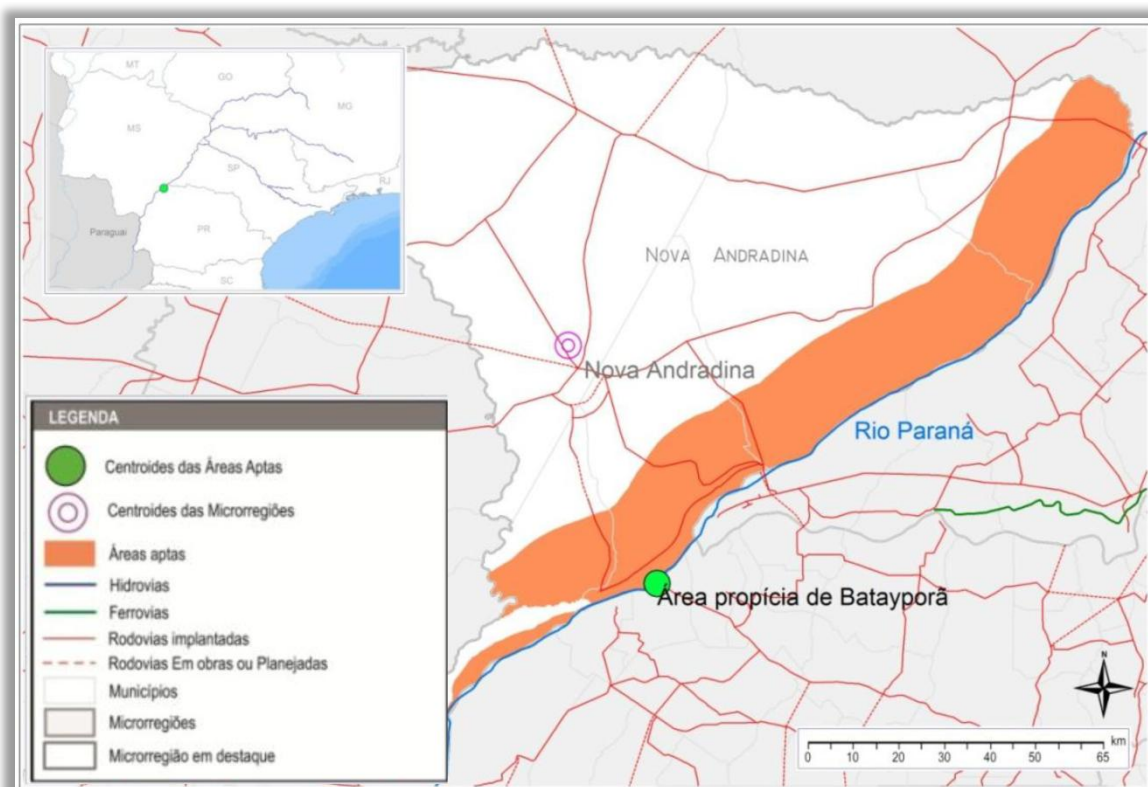 MT
GO
MG
MS
SP
RJ
Paraguai
PR
SC
NOVA ANDRADINA
Nova Andradina
Rio Paraná
Área propícia de Batayporã
LEGENDA
Centroides das Áreas Aptas
Centroides das Microrregiões
Áreas aptas
Hidrovias
Ferrovias
Rodovias implantadas
Rodovias Em obras ou Planejadas
Municípios
Microrregiões
Microrregião em destaque
N
km
0 10 20 30 40 50 65